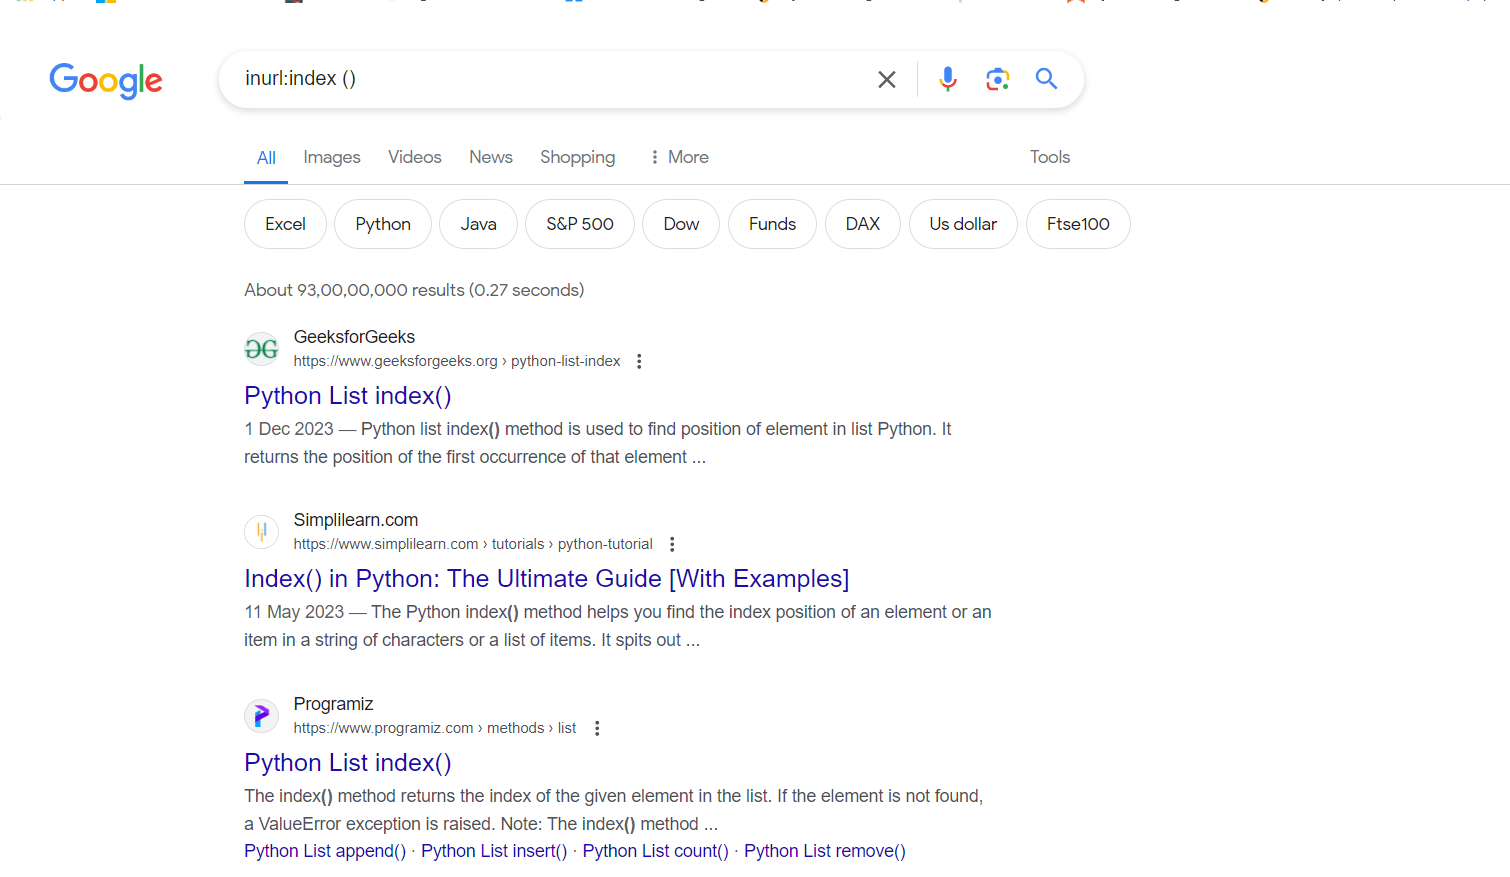 Google
inurl:index ()
All Images Videos News Shopping More Tools
Excel Python Java S&P 500 Dow Funds DAX Us dollar Ftse100
About 93,00,00,000 results (0.27 seconds)
GeeksforGeeks
https://www.geeksforgeeks.org › python-list-index
Python List index()
1 Dec 2023 — Python list index() method is used to find position of element in list Python. It
returns the position of the first occurrence of that element ...
Simplilearn.com
https://www.simplilearn.com › tutorials › python-tutorial
Index() in Python: The Ultimate Guide [With Examples]
11 May 2023 — The Python index() method helps you find the index position of an element or an
item in a string of characters or a list of items. It spits out ...
Programiz
https://www.programiz.com › methods › list
Python List index()
The index() method returns the index of the given element in the list. If the element is not found,
a ValueError exception is raised. Note: The index() method ...
Python List append() · Python List insert() · Python List count() · Python List remove()